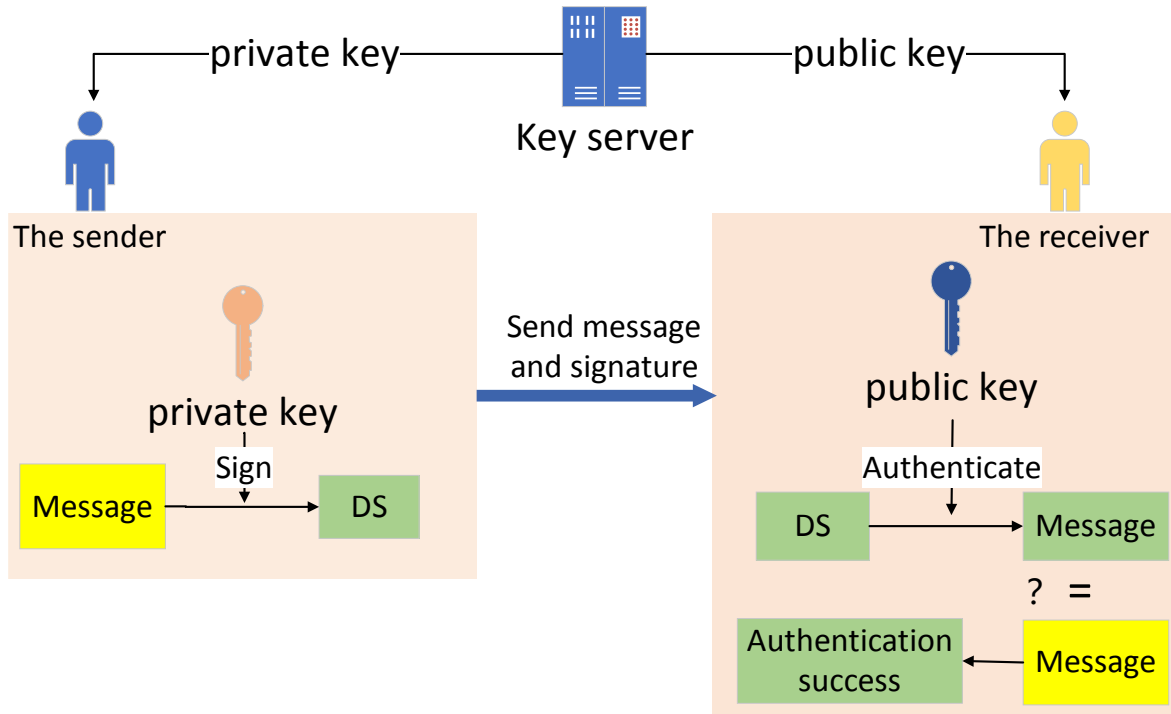 private key
public key
Key server
The sender
The receiver
private key
Sign
Message
DS
Send message
and signature
public key
Authenticate
DS
Message
? =
Authentication
success
Message